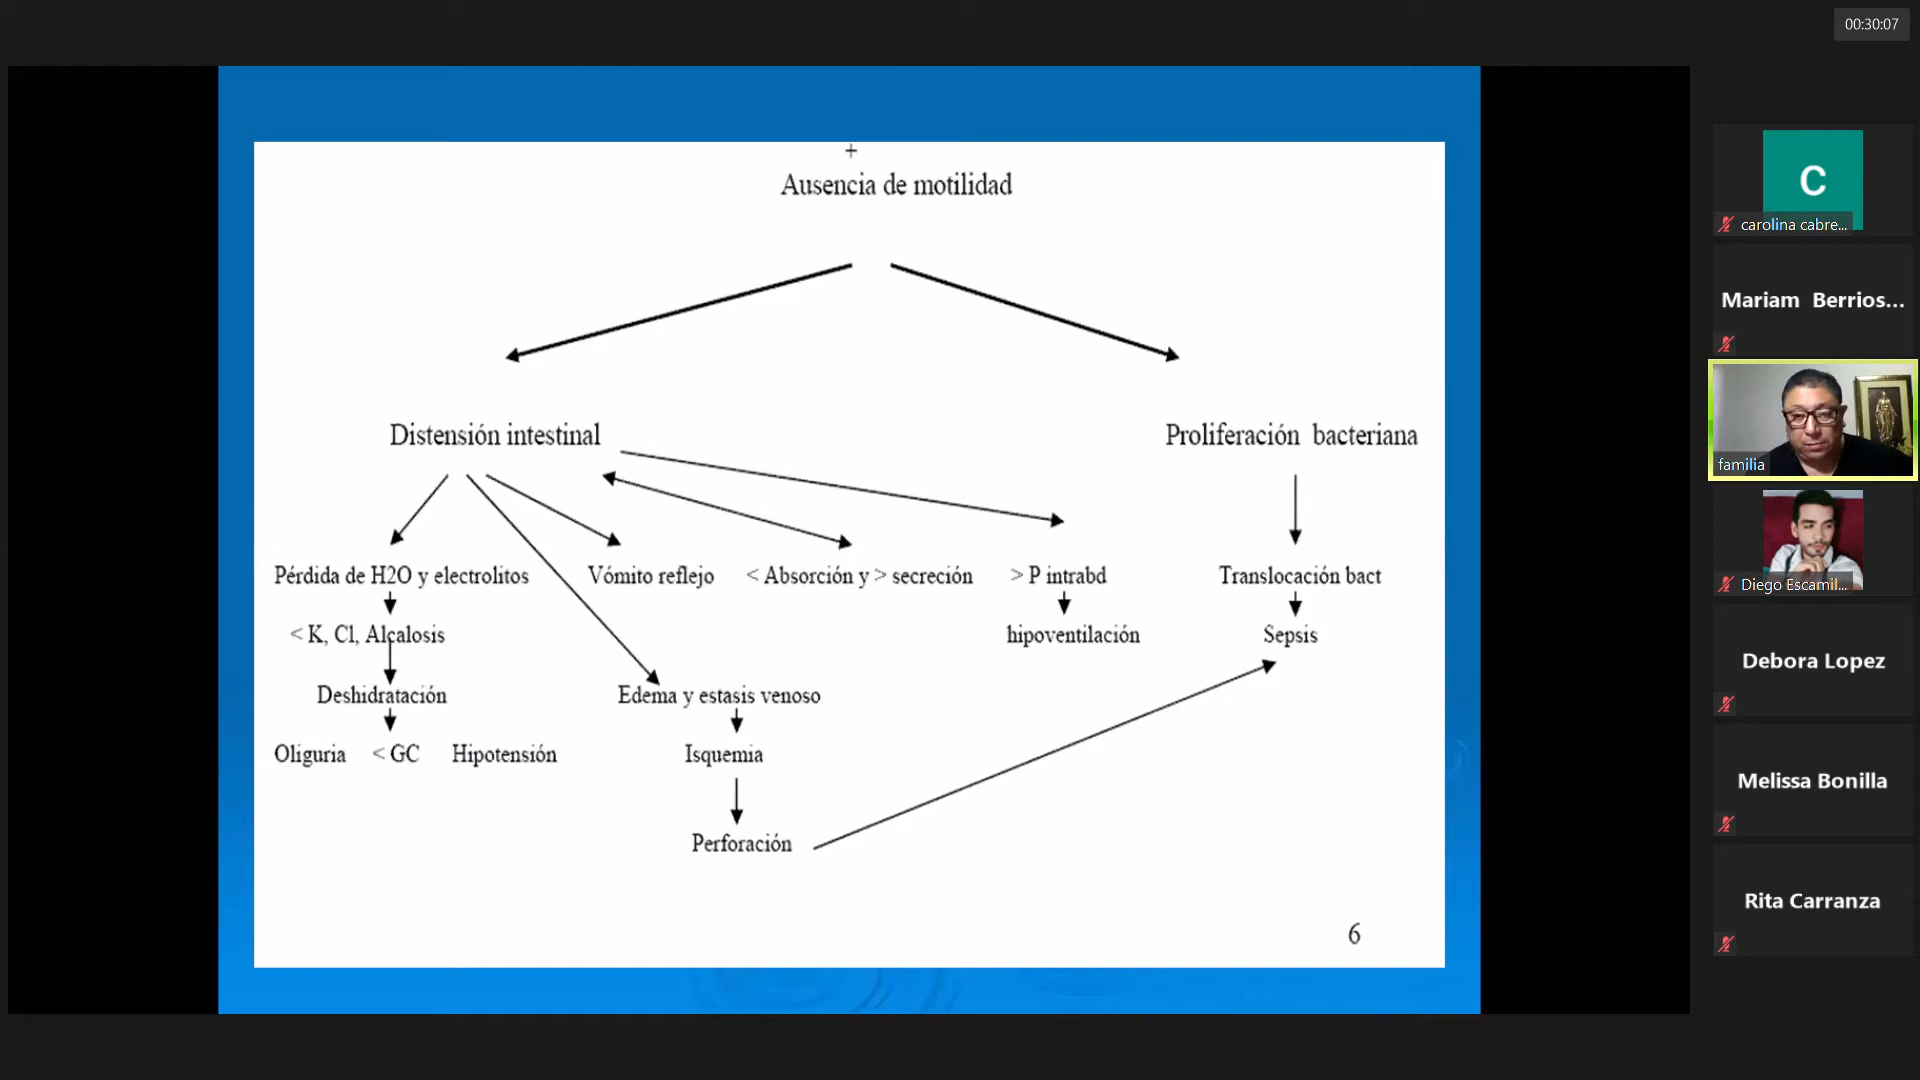 00:30:07
+
Ausencia de motilidad
Distensión intestinal
Proliferación bacteriana
Pérdida de H2O y electrolitos
Vómito reflejo
< Absorción y > secreción
> P intrabd
Translocación bact
< K, Cl, Alcalosis
hipoventilación
Sepsis
Deshidratación
Edema y estasis venoso
Oliguria
< GC
Hipotensión
Isquemia
Perforación
6
C
carolina cabre...
Mariam Berrios...
familia
Diego Escamil...
Debora Lopez
Melissa Bonilla
Rita Carranza